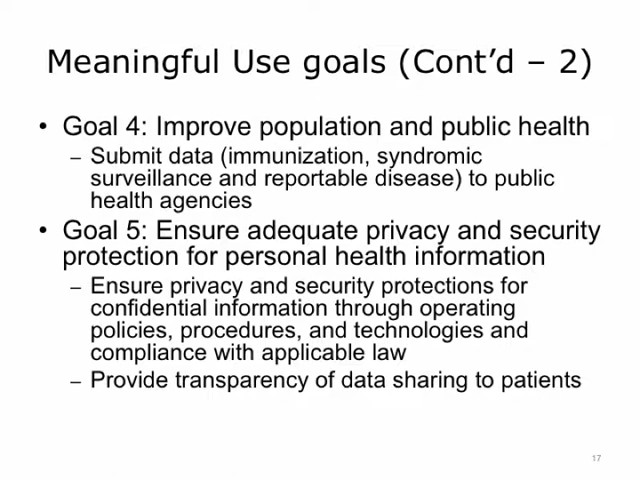 Meaningful Use goals (Cont’d – 2)
• Goal 4: Improve population and public health
– Submit data (immunization, syndromic
surveillance and reportable disease) to public
health agencies
• Goal 5: Ensure adequate privacy and security
protection for personal health information
– Ensure privacy and security protections for
confidential information through operating
policies, procedures, and technologies and
compliance with applicable law
– Provide transparency of data sharing to patients
17